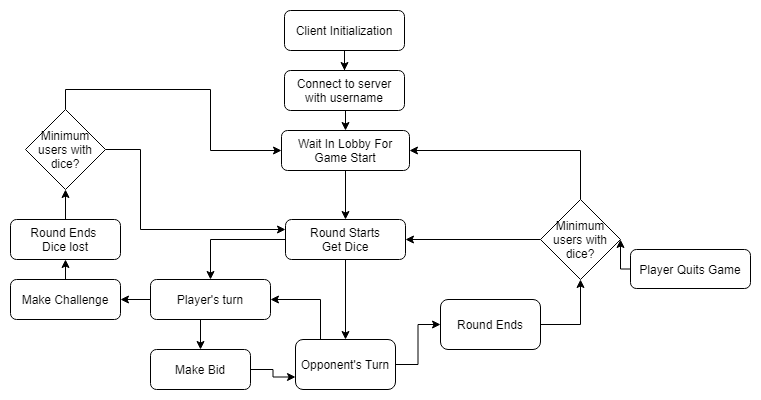 Client Initialization
Connect to server
with username
Minimum
users with
dice?
Wait In Lobby For
Game Start
Round Ends
Dice lost
Round Starts
Get Dice
Minimum
users with
dice?
Player Quits Game
Make Challenge
Player's turn
Round Ends
Make Bid
Opponent's Turn